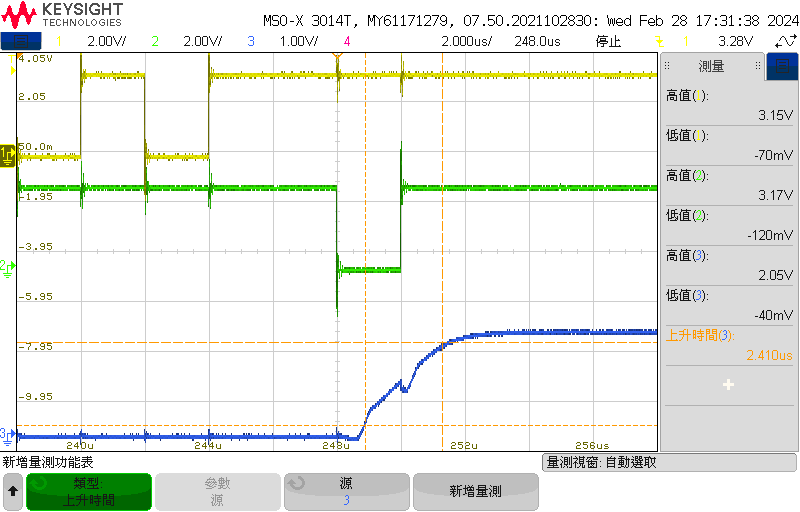 KEYSIGHT
TECHNOLOGIES
MSO-X 3014T, MY61171279, 07.50.2021102830: Wed Feb 28 17:31:38 2024
1 2.00V/ 2 2.00V/ 3 1.00V/ 4 2.000us/ 248.0us 停止 1 3.28V
4.05V
2.05
50.0m
-1.95
-3.95
-5.95
-7.95
-9.95
1
2
3
240u 244u 248u 252u 256us
測量
高值(1):
3.15V
低值(1):
-70mV
高值(2):
3.17V
低值(2):
-120mV
高值(3):
2.05V
低值(3):
-40mV
上升時間(3):
2.410us
新增量測功能表
量測視窗: 自動選取
類型:
上升時間
參數
源
源
3
新增量測